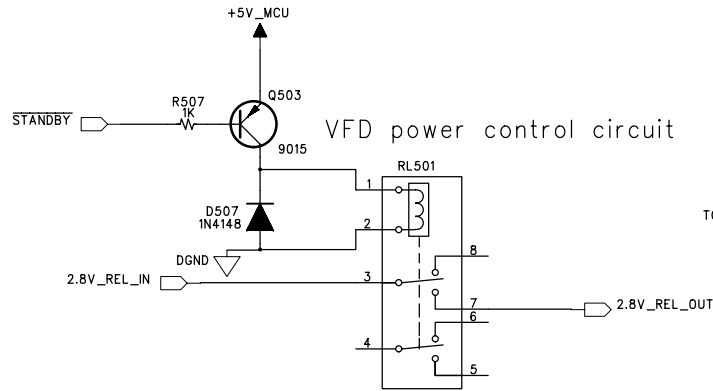 +5V_MCU
R507
1K
Q503
STANDBY
9015
VFD power control circuit
RL501
1
D507
1N4148
2
DGND
8
TO
2.8V_REL_IN
3
7
2.8V_REL_OUT
6
4
5